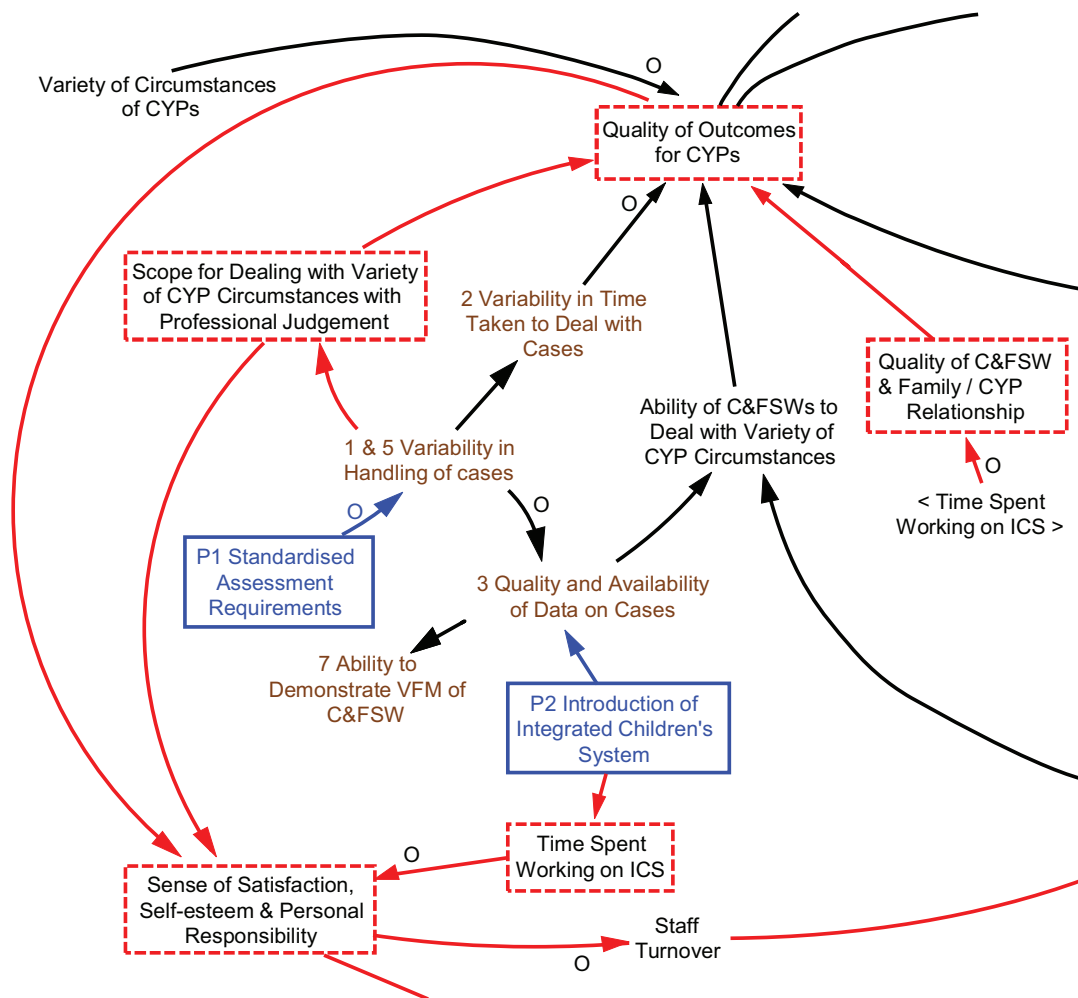 O
Variety of Circumstances
of CYPs
Quality of Outcomes
for CYPs
O
Scope for Dealing with Variety
of CYP Circumstances with
Professional Judgement
2 Variability in Time
Taken to Deal with
Cases
Quality of C&FSW
& Family / CYP
Relationship
Ability of C&FSWs to
Deal with Variety of
CYP Circumstances
1 & 5 Variability in
Handling of cases
O
< Time Spent
Working on ICS >
O
O
P1 Standardised
Assessment
Requirements
3 Quality and Availability
of Data on Cases
7 Ability to
Demonstrate VFM of
C&FSW
P2 Introduction of
Integrated Children's
System
Time Spent
Working on ICS
O
Sense of Satisfaction,
Self-esteem & Personal
Responsibility
Staff
Turnover
O